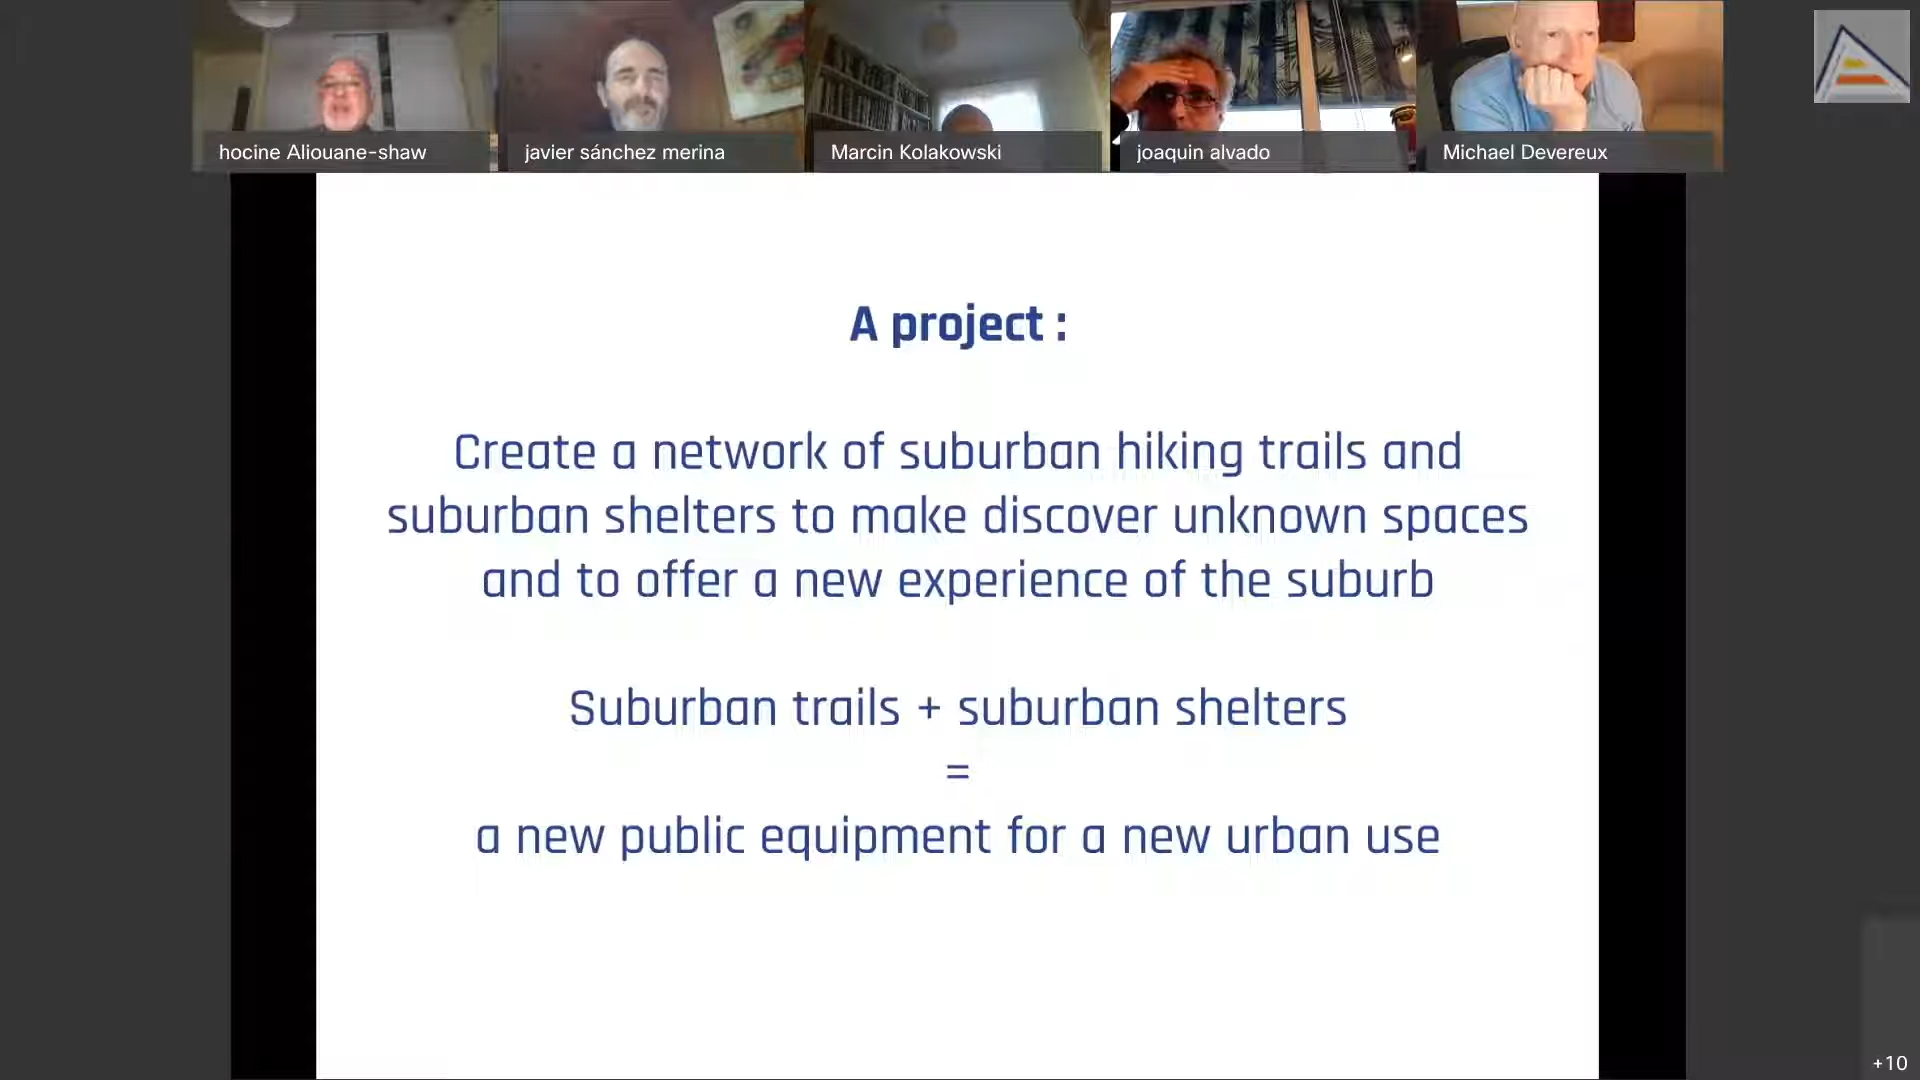 hocine Aliouane-shaw
javier sánchez merina
Marcin Kolakowski
joaquin alvado
Michael Devereux
A project :
Create a network of suburban hiking trails and
suburban shelters to make discover unknown spaces
and to offer a new experience of the suburb
Suburban trails + suburban shelters
=
a new public equipment for a new urban use
+10